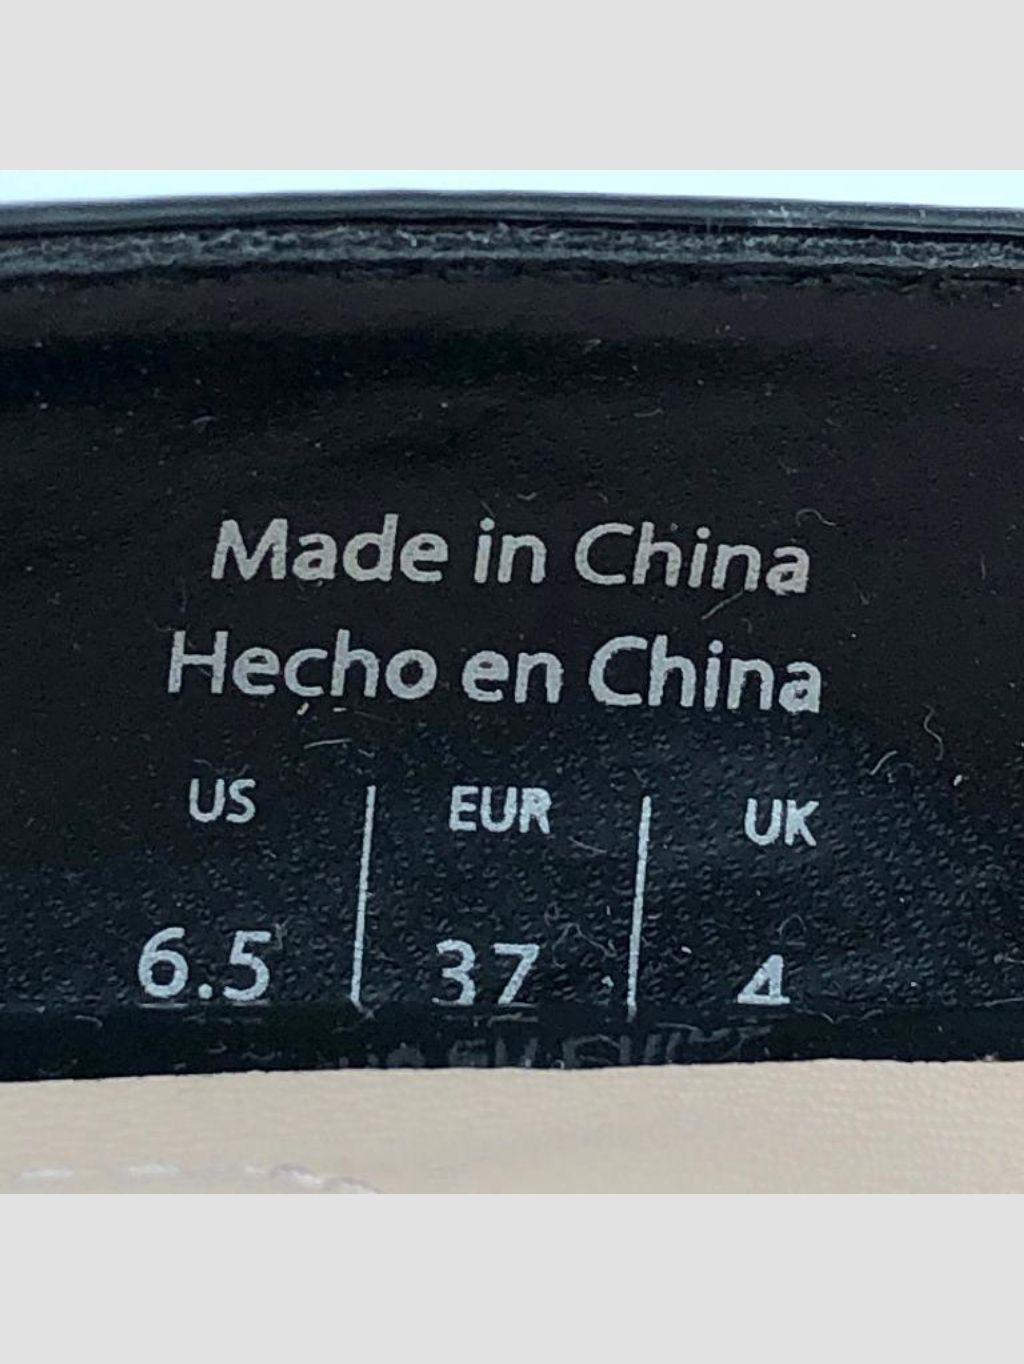 Made in China
Hecho en China
US | EUR | UK
6.5 | 37 | 4